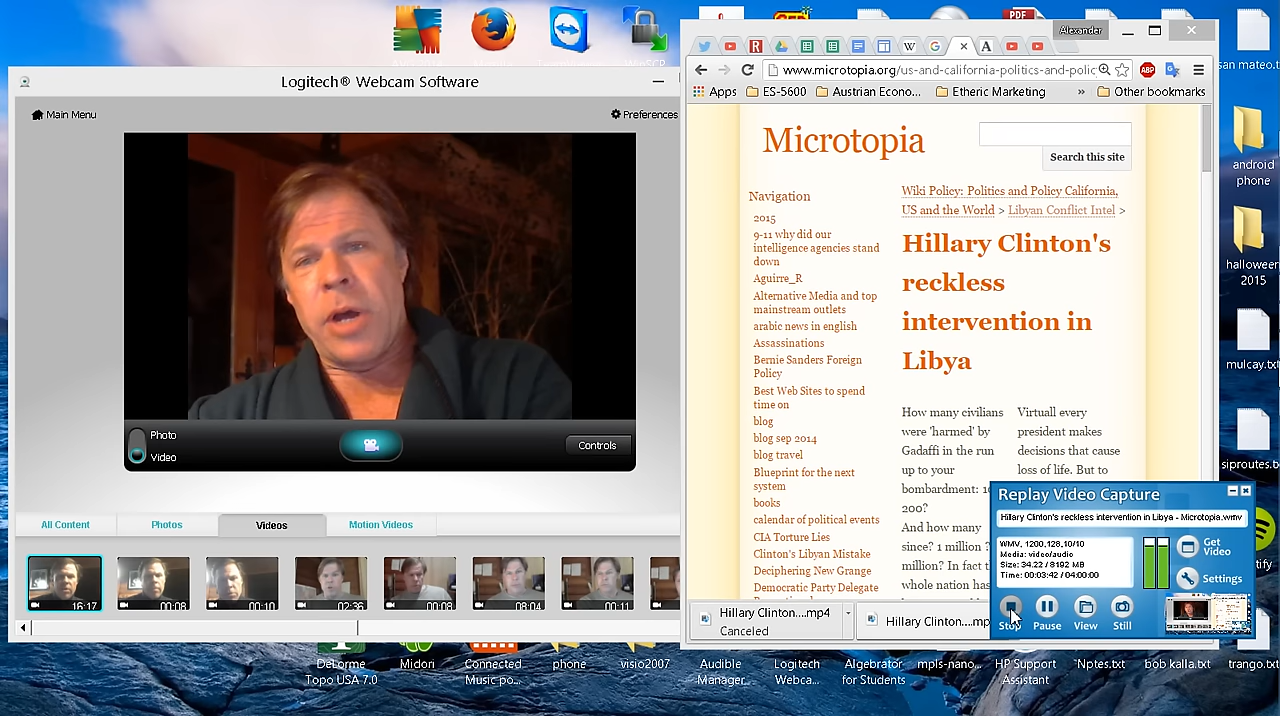 Alexander
Logitech® Webcam Software
Main Menu
Preferences
Photo
Video
Controls
All Content
Photos
Videos
Motion Videos
16:17
00:08
00:10
02:36
00:08
08:04
00:11
www.microtopia.org/us-and-california-politics-and-polic
Apps
ES-5600
Austrian Econo...
Etheric Marketing
»
Other bookmarks
Microtopia
Search this site
Navigation
2015
9-11 why did our
intelligence agencies stand
down
Aguirre_R
Alternative Media and top
mainstream outlets
arabic news in english
Assassinations
Bernie Sanders Foreign
Policy
Best Web Sites to spend
time on
blog
blog sep 2014
blog travel
Blueprint for the next
system
books
calendar of political events
CIA Torture Lies
Clinton's Libyan Mistake
Deciphering New Grange
Democratic Party Delegate
Wiki Policy: Politics and Policy California,
US and the World > Libyan Conflict Intel >
Hillary Clinton's
reckless
intervention in
Libya
How many civilians
were 'harmed' by
Gadaffi in the run
up to your
bombardment:
200?
And how many
since? 1 million ?
million? In fact
whole nation has
Virtuall every
president makes
decisions that cause
loss of life. But to
Replay Video Capture
Hillary Clinton's reckless intervention in Libya - Microtopia.wmv
WMV, 1200,128,10/10
Media: video/audio
Size: 34.22 / 8192 MB
Time: 00:03:42 / 04:00:00
Get
Video
Settings
Stop
Pause
View
Still
Hillary Clinton....mp4
Canceled
Hillary Clinton....mp
san mateo.t
android
phone
halloween
2015
mulcay.txt
siproutes.b
tify
DeLorme
Topo USA 7.0
Midori
Connected
Music-po...
phone
visio2007
Audible
Manager...
Logitech
Webca...
Algebrator
for Students
mpls-nano...
HP Support
Assistant
Nptes.txt
bob kalla.txt
trango.txt
PDF
ABP